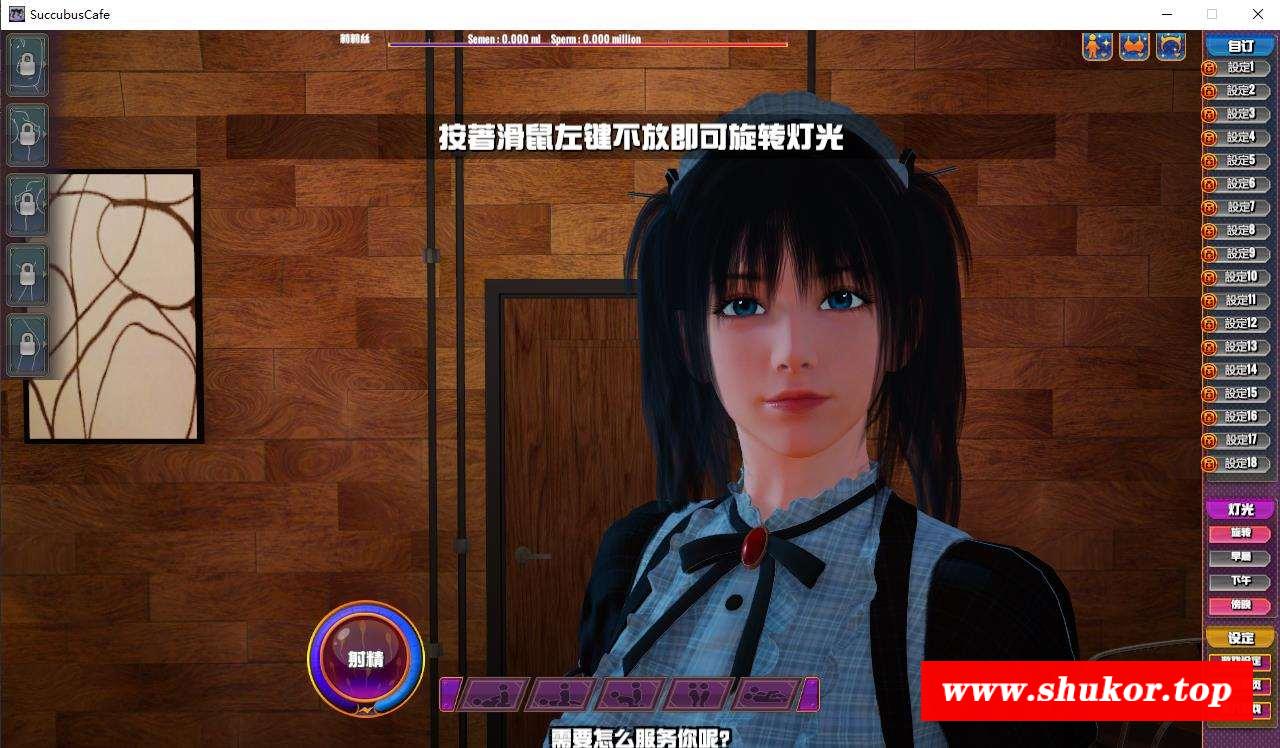 SuccubusCafe
莉莉丝
Semen : 0.000 ml Sperm : 0.000 million
按著滑鼠左键不放即可旋转灯光
自订
設定1
設定2
設定3
設定4
設定5
設定6
設定7
設定8
設定9
設定10
設定11
設定12
設定13
設定14
設定15
設定16
設定17
設定18
灯光
旋转
早晨
下午
傍晚
设定
射精
www.shukor.top
需要怎么服务你呢?